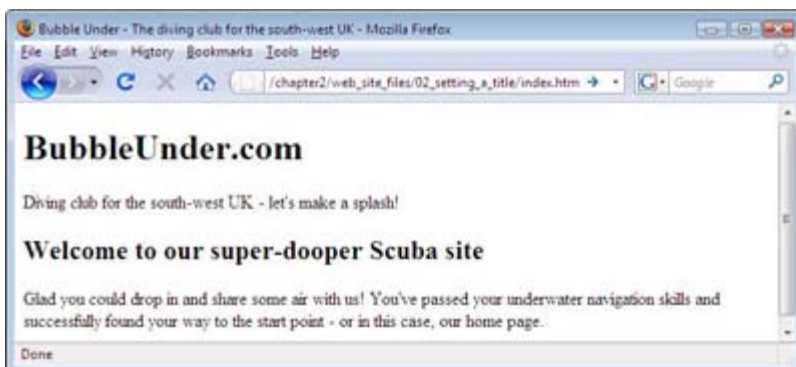 Bubble Under - The diving club for the south-west UK - Mozilla Firefox
File Edit View History Bookmarks Tools Help
/chapter2/web_site_files/02_setting_a_title/index.htm
Google
BubbleUnder.com
Diving club for the south-west UK - let's make a splash!
Welcome to our super-dooper Scuba site
Glad you could drop in and share some air with us! You've passed your underwater navigation skills and
successfully found your way to the start point - or in this case, our home page.
Done